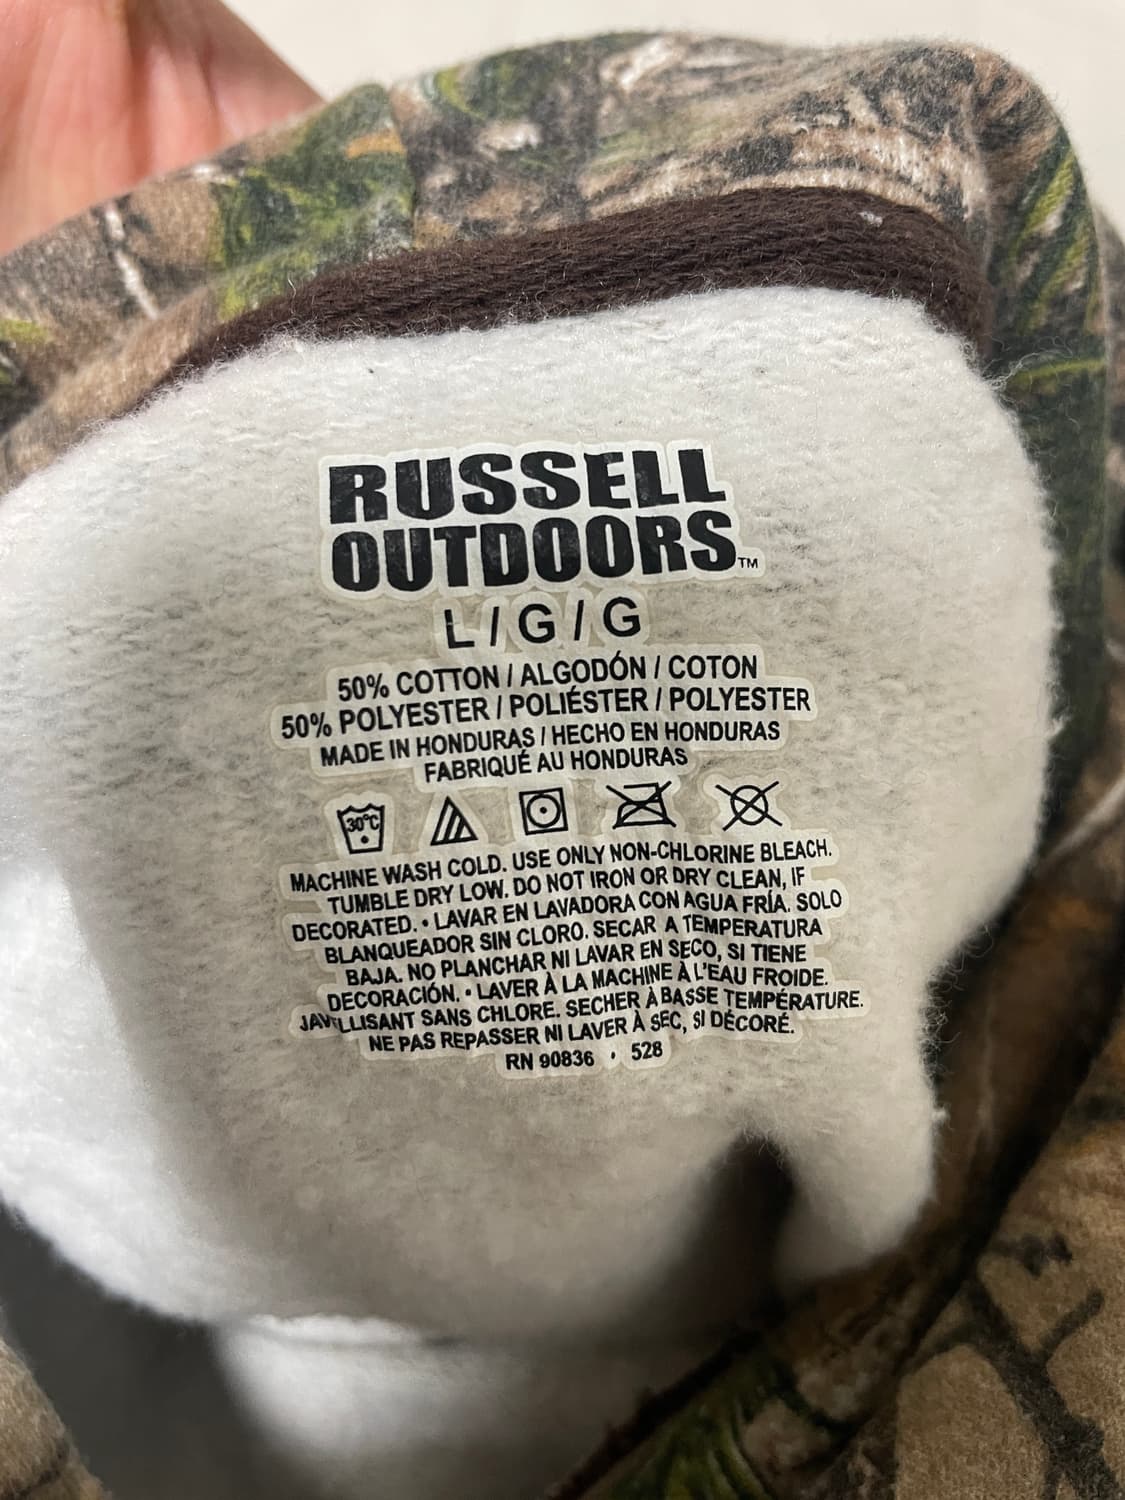 RUSSELL
OUTDOORS™
L / G / G
50% COTTON / ALGODÓN / COTON
50% POLYESTER / POLIÉSTER / POLYESTER
MADE IN HONDURAS / HECHO EN HONDURAS
FABRIQUÉ AU HONDURAS
30°C
MACHINE WASH COLD. USE ONLY NON-CHLORINE BLEACH.
TUMBLE DRY LOW. DO NOT IRON OR DRY CLEAN, IF
DECORATED. • LAVAR EN LAVADORA CON AGUA FRÍA. SOLO
BLANQUEADOR SIN CLORO. SECAR A TEMPERATURA
BAJA. NO PLANCHAR NI LAVAR EN SECO, SI TIENE
DECORACIÓN. • LAVER À LA MACHINE À L'EAU FROIDE.
JAVELLISANT SANS CHLORE. SECHER À BASSE TEMPÉRATURE.
NE PAS REPASSER NI LAVER À SEC, SI DÉCORÉ.
RN 90836 • 528